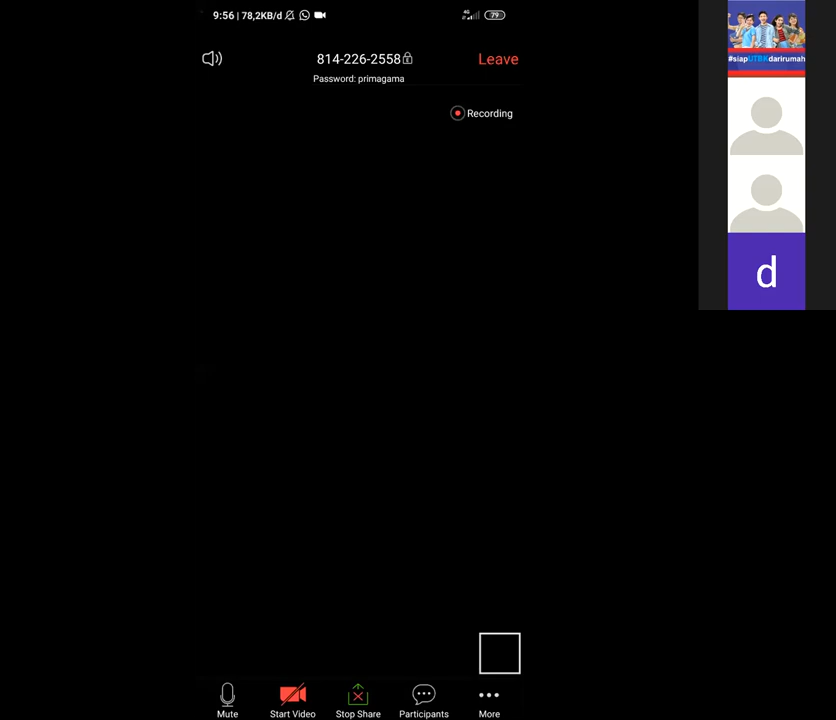 9:56 | 78,2KB/d
4G
79
814-226-2558
Leave
Password: primagama
Recording
#siapUTBKdarirumah
d
Mute
Start Video
Stop Share
Participants
More